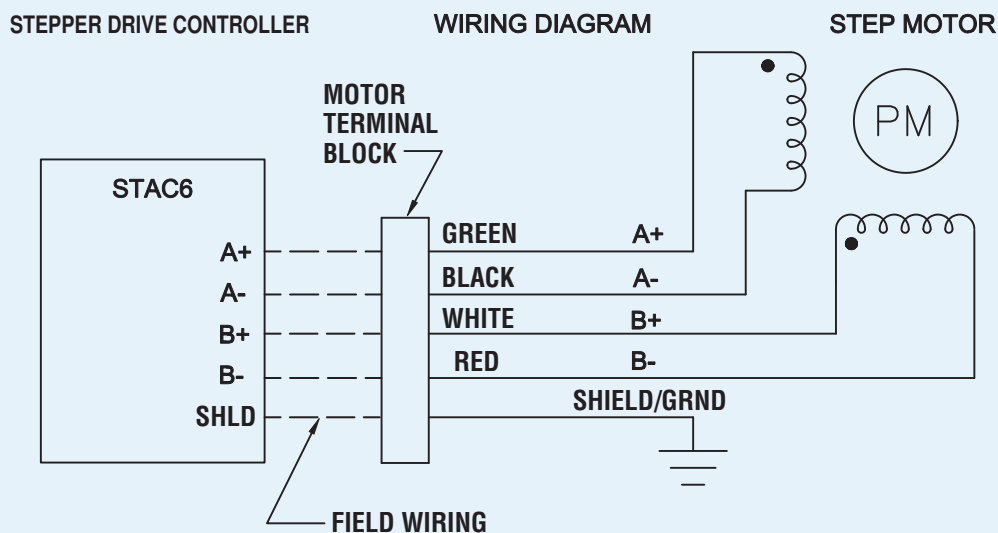 STEPPER DRIVE CONTROLLER
WIRING DIAGRAM
STEP MOTOR
MOTOR
TERMINAL
BLOCK
PM
STAC6
A+
GREEN
A+
A-
BLACK
A-
B+
WHITE
B+
B-
RED
B-
SHLD
SHIELD/GRND
FIELD WIRING